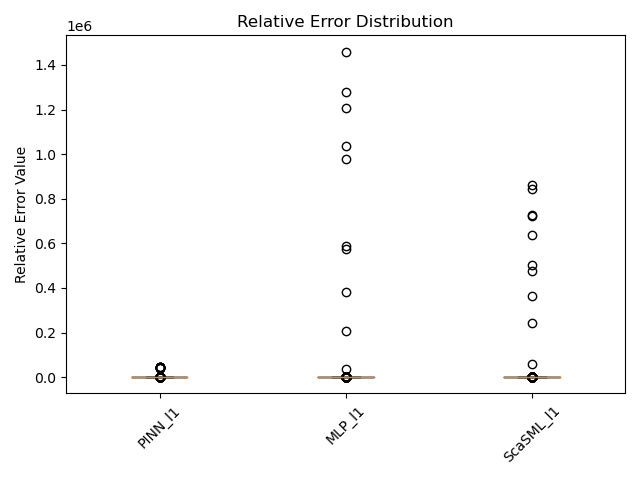 Relative Error Distribution
1e6
1.4
1.2
1.0
0.8
0.6
0.4
0.2
0.0
Relative Error Value
PINN_l1
MLP_l1
ScaSML_l1